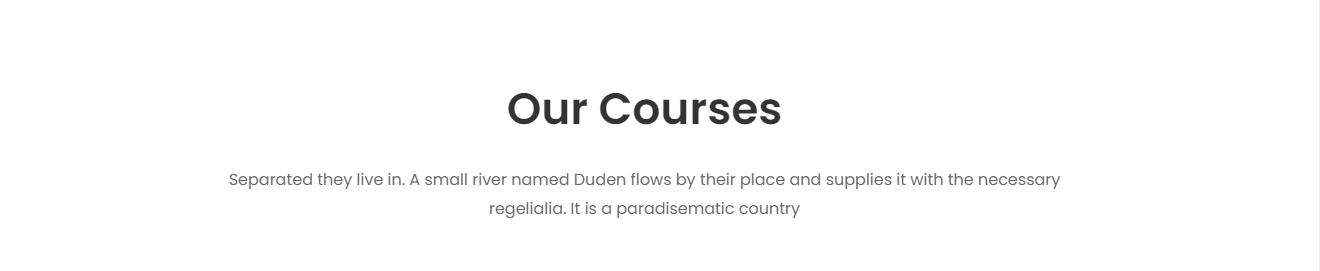 Our Courses
Separated they live in. A small river named Duden flows by their place and supplies it with the necessary
regelialia. It is a paradisematic country